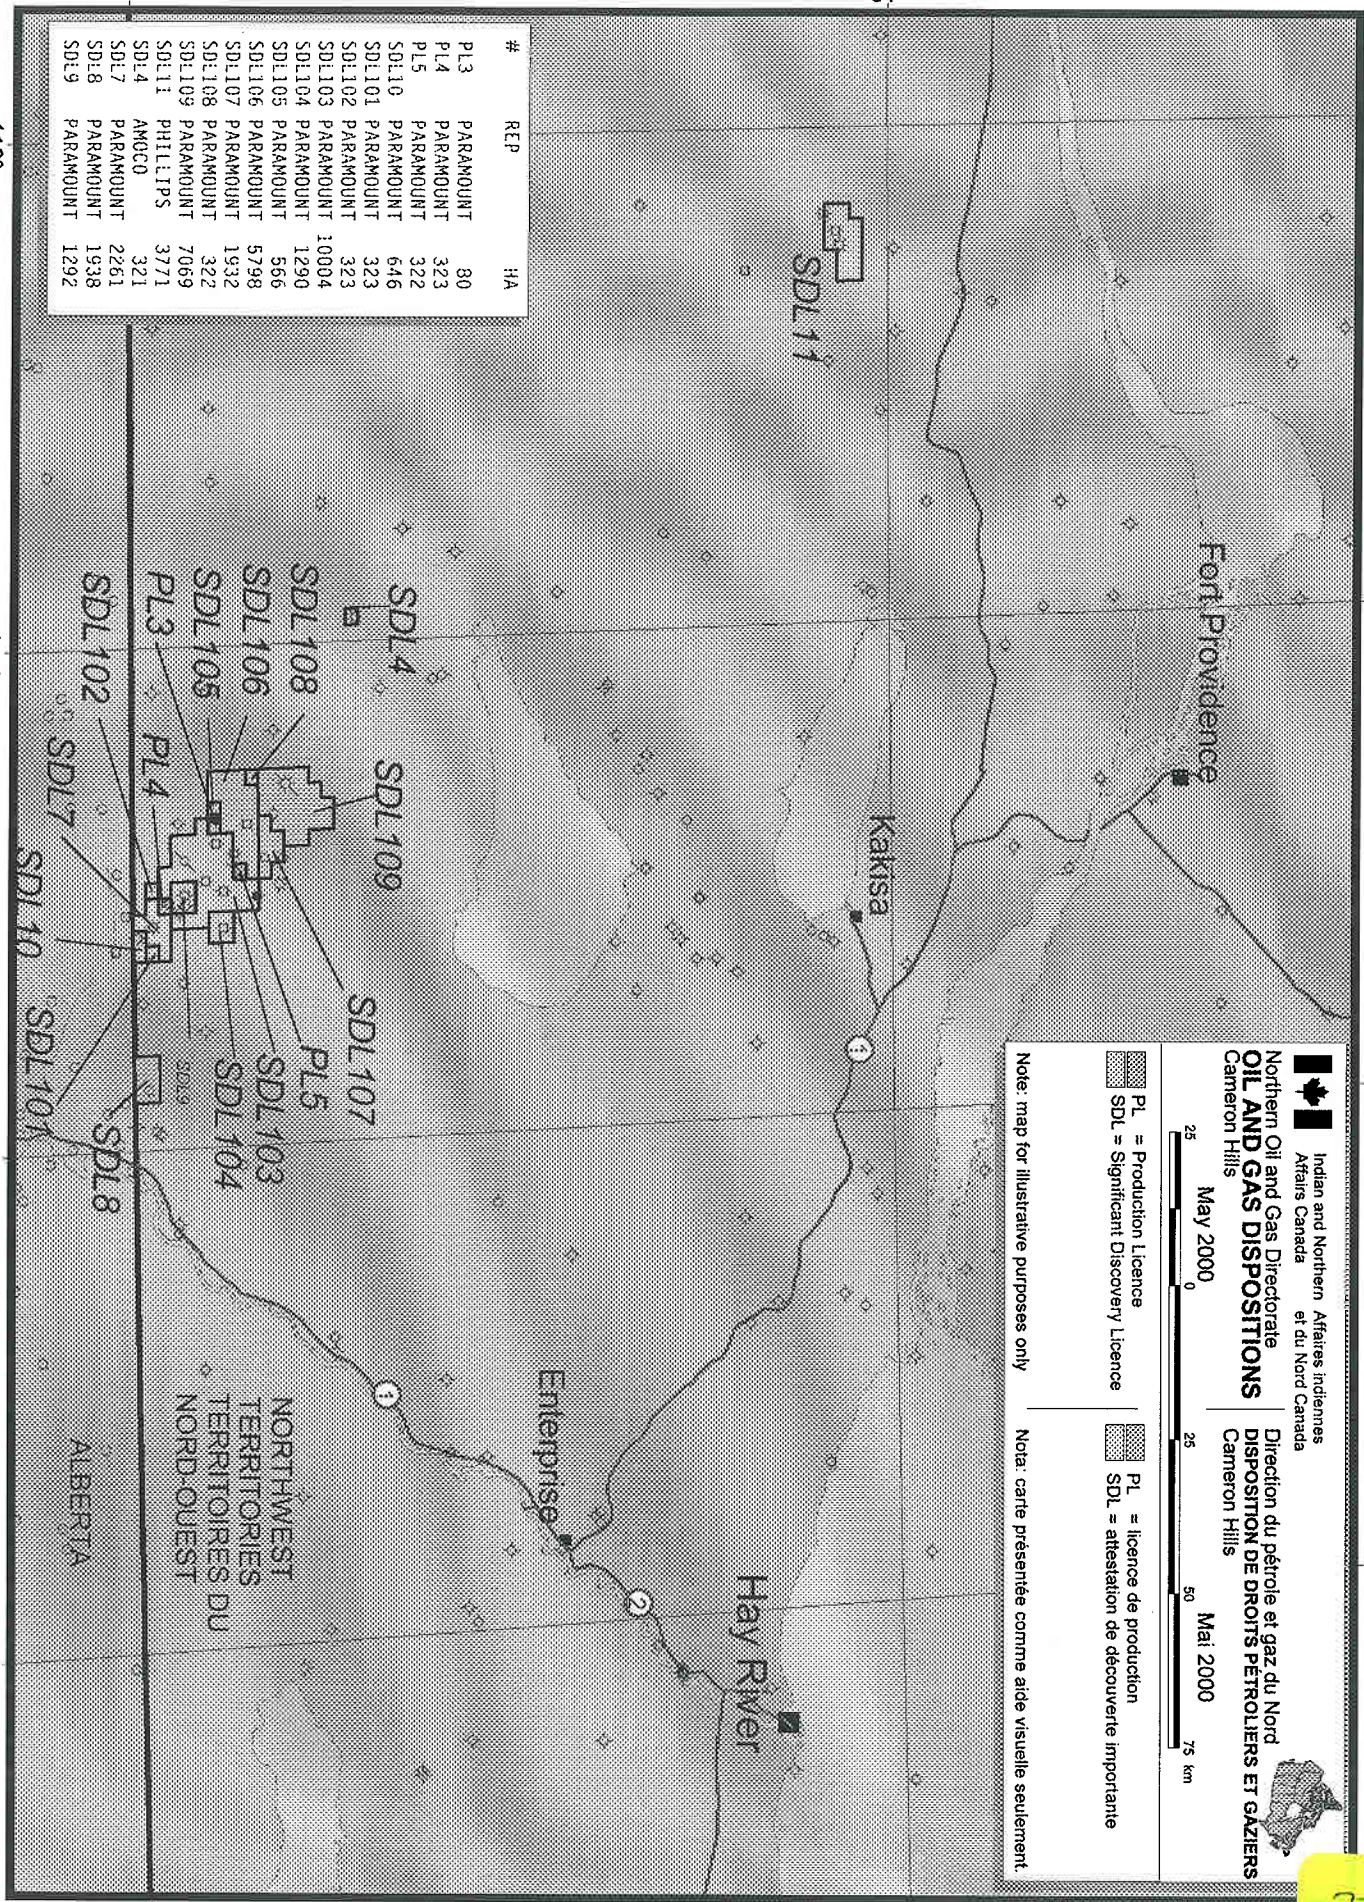 Indian and Northern Affaires indiennes
Affairs Canada et du Nord Canada
Northern Oil and Gas Directorate
OIL AND GAS DISPOSITIONS
Cameron Hills
Direction du pétrole et gaz du Nord
DISPOSITION DE DROITS PÉTROLIERS ET GAZIERS
Cameron Hills
May 2000
Mai 2000
25 0 25 50 75 km
PL = Production Licence
SDL = Significant Discovery Licence
PL = licence de production
SDL = attestation de découverte importante
Note: map for illustrative purposes only
Nota: carte présentée comme aide visuelle seulement.
Fort Providence
Kakisa
SDL11
1
Hay River
2
Enterprise
1
SDL4
SDL109
SDL108
SDL106
SDL105
PL3
SDL102
PL4
SDL7
SDL10
SDL107
PL5
SDL103
SDL104
SDL9
SDL8
SDL101
NORTHWEST
TERRITORIES
TERRITOIRES DU
NORD-OUEST
ALBERTA
# REP HA
PL3 PARAMOUNT 80
PL4 PARAMOUNT 323
PL5 PARAMOUNT 322
SDL10 PARAMOUNT 646
SDL101 PARAMOUNT 323
SDL102 PARAMOUNT 323
SDL103 PARAMOUNT 10004
SDL104 PARAMOUNT 1290
SDL105 PARAMOUNT 566
SDL106 PARAMOUNT 5798
SDL107 PARAMOUNT 1932
SDL108 PARAMOUNT 322
SDL109 PARAMOUNT 7069
SDL11 PHILLIPS 3771
SDL4 AMOCO 321
SDL7 PARAMOUNT 2261
SDL8 PARAMOUNT 1938
SDL9 PARAMOUNT 1292